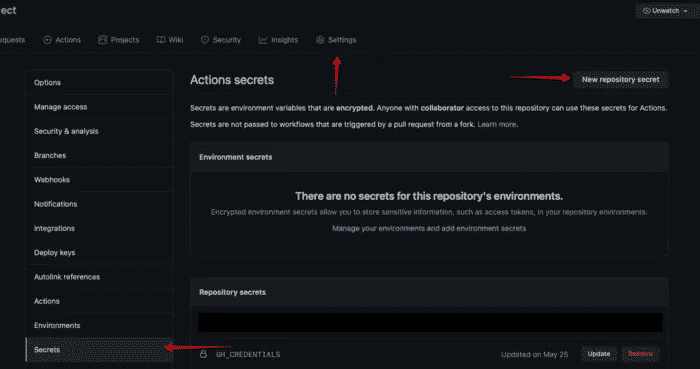 ect
Unwatch
equests Actions Projects Wiki Security Insights Settings
Options
Manage access
Security & analysis
Branches
Webhooks
Notifications
Integrations
Deploy keys
Autolink references
Actions
Environments
Secrets
Actions secrets
New repository secret
Secrets are environment variables that are encrypted. Anyone with collaborator access to this repository can use these secrets for Actions.
Secrets are not passed to workflows that are triggered by a pull request from a fork. Learn more.
Environment secrets
There are no secrets for this repository's environments.
Encrypted environment secrets allow you to store sensitive information, such as access tokens, in your repository environments.
Manage your environments and add environment secrets
Repository secrets
GH_CREDENTIALS Updated on May 25 Update Remove